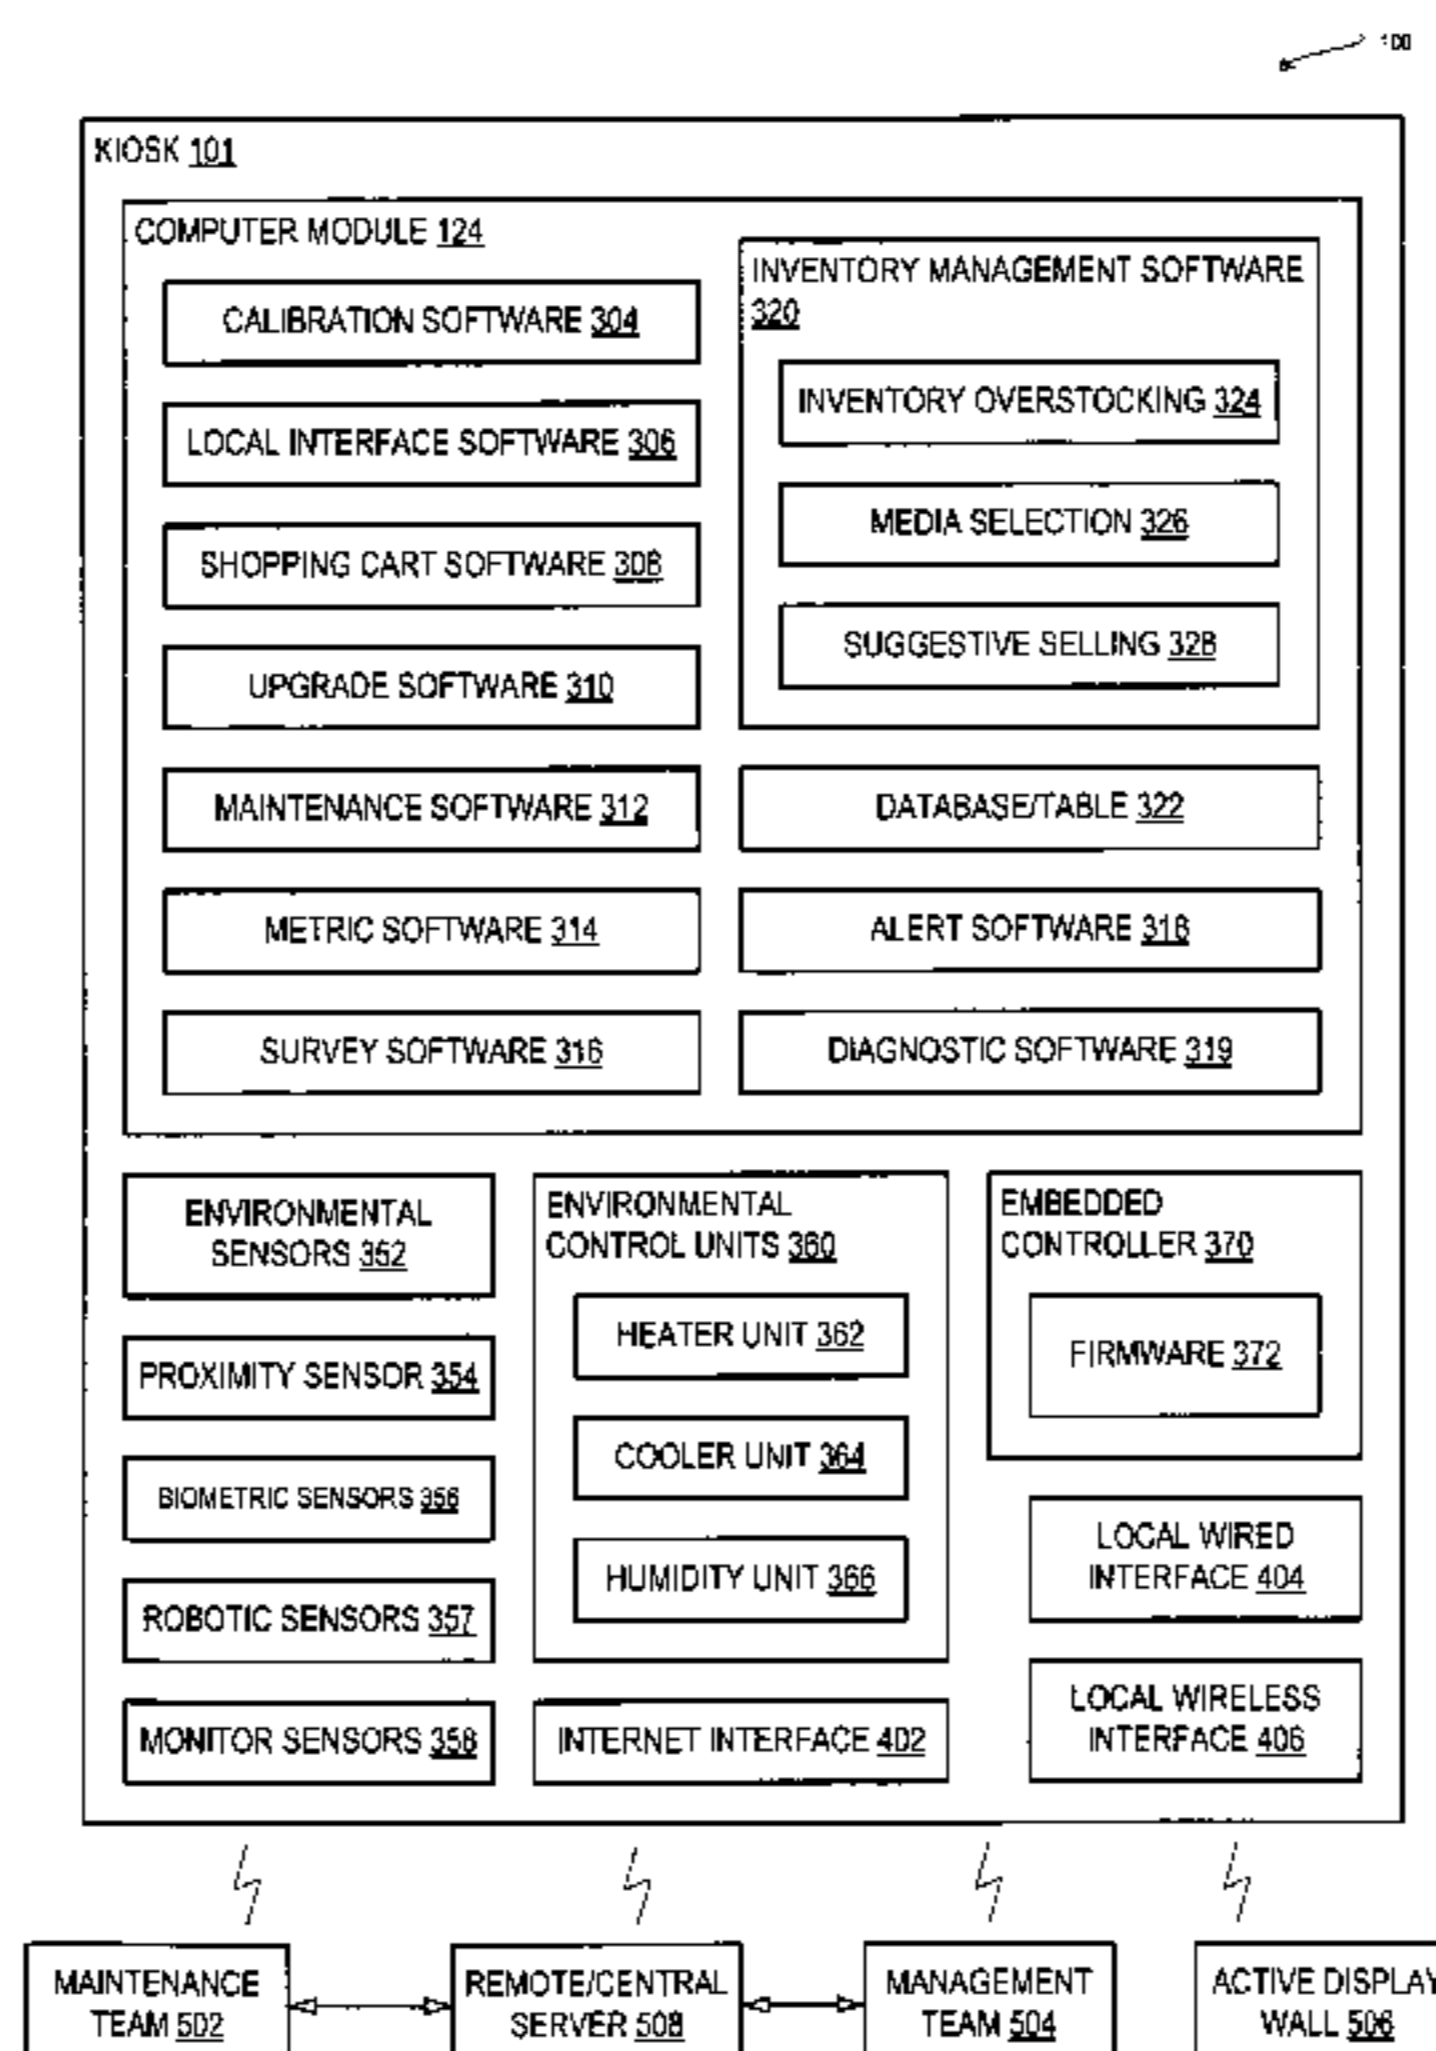 100
KIOSK 101
COMPUTER MODULE 124
CALIBRATION SOFTWARE 304
LOCAL INTERFACE SOFTWARE 306
SHOPPING CART SOFTWARE 308
UPGRADE SOFTWARE 310
MAINTENANCE SOFTWARE 312
METRIC SOFTWARE 314
SURVEY SOFTWARE 316
INVENTORY MANAGEMENT SOFTWARE
320
INVENTORY OVERSTOCKING 324
MEDIA SELECTION 326
SUGGESTIVE SELLING 328
DATABASE/TABLE 322
ALERT SOFTWARE 318
DIAGNOSTIC SOFTWARE 319
ENVIRONMENTAL
SENSORS 352
PROXIMITY SENSOR 354
BIOMETRIC SENSORS 356
ROBOTIC SENSORS 357
MONITOR SENSORS 358
ENVIRONMENTAL
CONTROL UNITS 360
HEATER UNIT 362
COOLER UNIT 364
HUMIDITY UNIT 366
INTERNET INTERFACE 402
EMBEDDED
CONTROLLER 370
FIRMWARE 372
LOCAL WIRED
INTERFACE 404
LOCAL WIRELESS
INTERFACE 406
MAINTENANCE
TEAM 502
REMOTE/CENTRAL
SERVER 508
MANAGEMENT
TEAM 504
ACTIVE DISPLAY
WALL 506